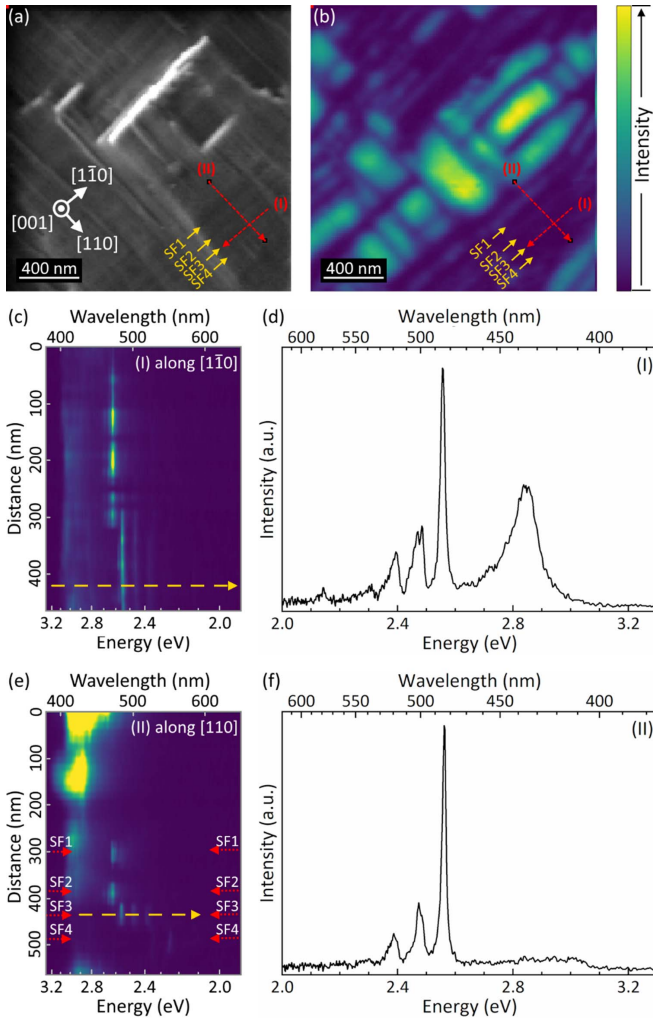 (a)
[11̄0]
[001]
[110]
(II)
(I)
SF1
SF2
SF3
SF4
400 nm
(b)
(II)
(I)
SF1
SF2
SF3
SF4
400 nm
Intensity
(c)
Wavelength (nm)
400 500 600
(I) along [11̄0]
0
100
200
300
400
Distance (nm)
3.2 2.8 2.4 2.0
Energy (eV)
(d)
Wavelength (nm)
600 550 500 440 400
(I)
Intensity (a.u.)
2.0 2.4 2.8 3.2
Energy (eV)
(e)
Wavelength (nm)
400 500 600
(II) along [110]
0
100
200
300
400
500
Distance (nm)
SF1 SF1
SF2 SF2
SF3 SF3
SF4 SF4
3.2 2.8 2.4 2.0
Energy (eV)
(f)
Wavelength (nm)
600 550 500 440 400
(II)
Intensity (a.u.)
2.0 2.4 2.8 3.2
Energy (eV)